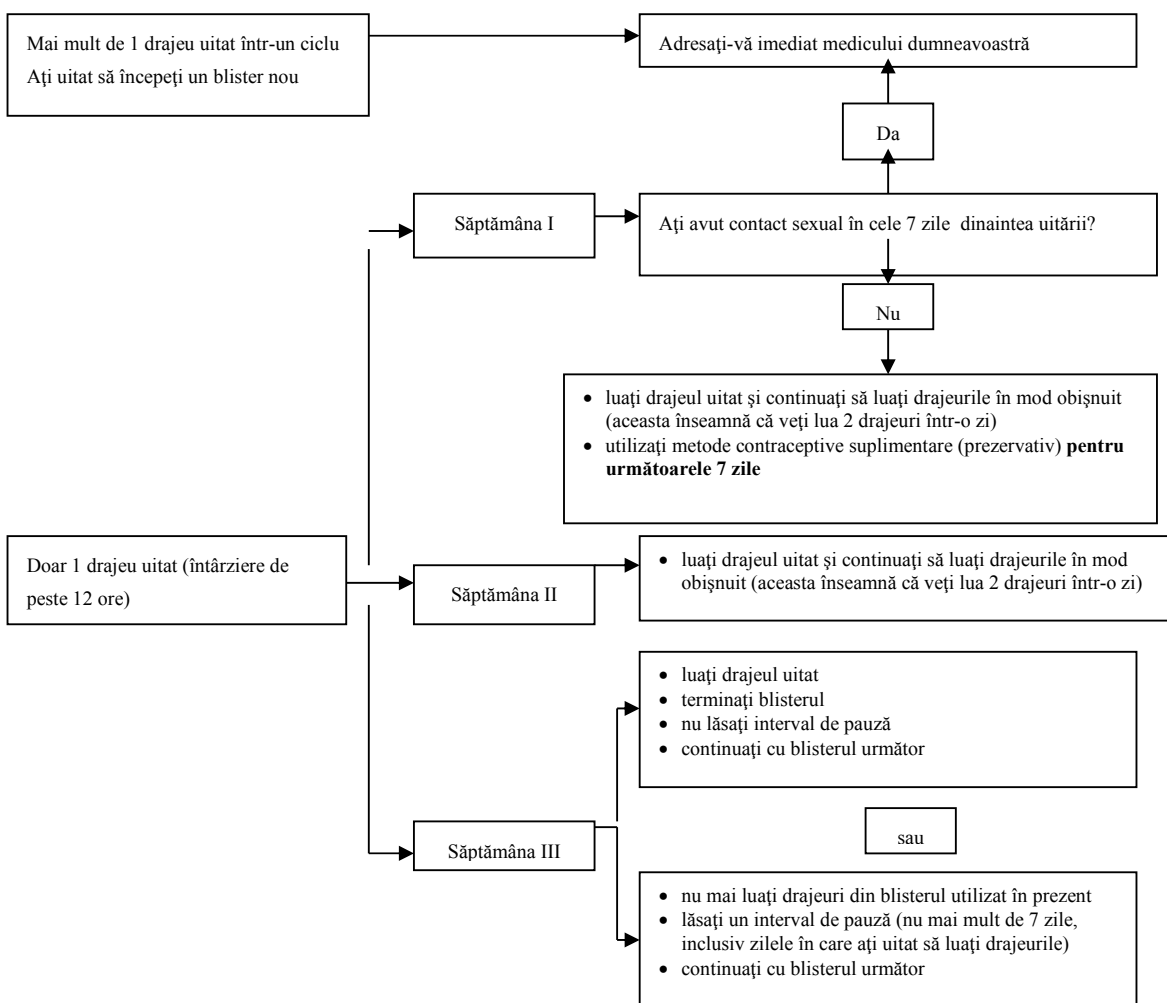 Mai mult de 1 drajeu uitat într-un ciclu
Aţi uitat să începeţi un blister nou
Adresaţi-vă imediat medicului dumneavoastră
Da
Săptămâna I
Aţi avut contact sexual în cele 7 zile dinaintea uitării?
Nu
• luaţi drajeul uitat şi continuaţi să luaţi drajeurile în mod obişnuit
(aceasta înseamnă că veţi lua 2 drajeuri într-o zi)
• utilizaţi metode contraceptive suplimentare (prezervativ) pentru
următoarele 7 zile
Doar 1 drajeu uitat (întârziere de
peste 12 ore)
Săptămâna II
• luaţi drajeul uitat şi continuaţi să luaţi drajeurile în mod
obişnuit (aceasta înseamnă că veţi lua 2 drajeuri într-o zi)
• luaţi drajeul uitat
• terminaţi blisterul
• nu lăsaţi interval de pauză
• continuaţi cu blisterul următor
sau
Săptămâna III
• nu mai luaţi drajeuri din blisterul utilizat în prezent
• lăsaţi un interval de pauză (nu mai mult de 7 zile,
inclusiv zilele în care aţi uitat să luaţi drajeurile)
• continuaţi cu blisterul următor